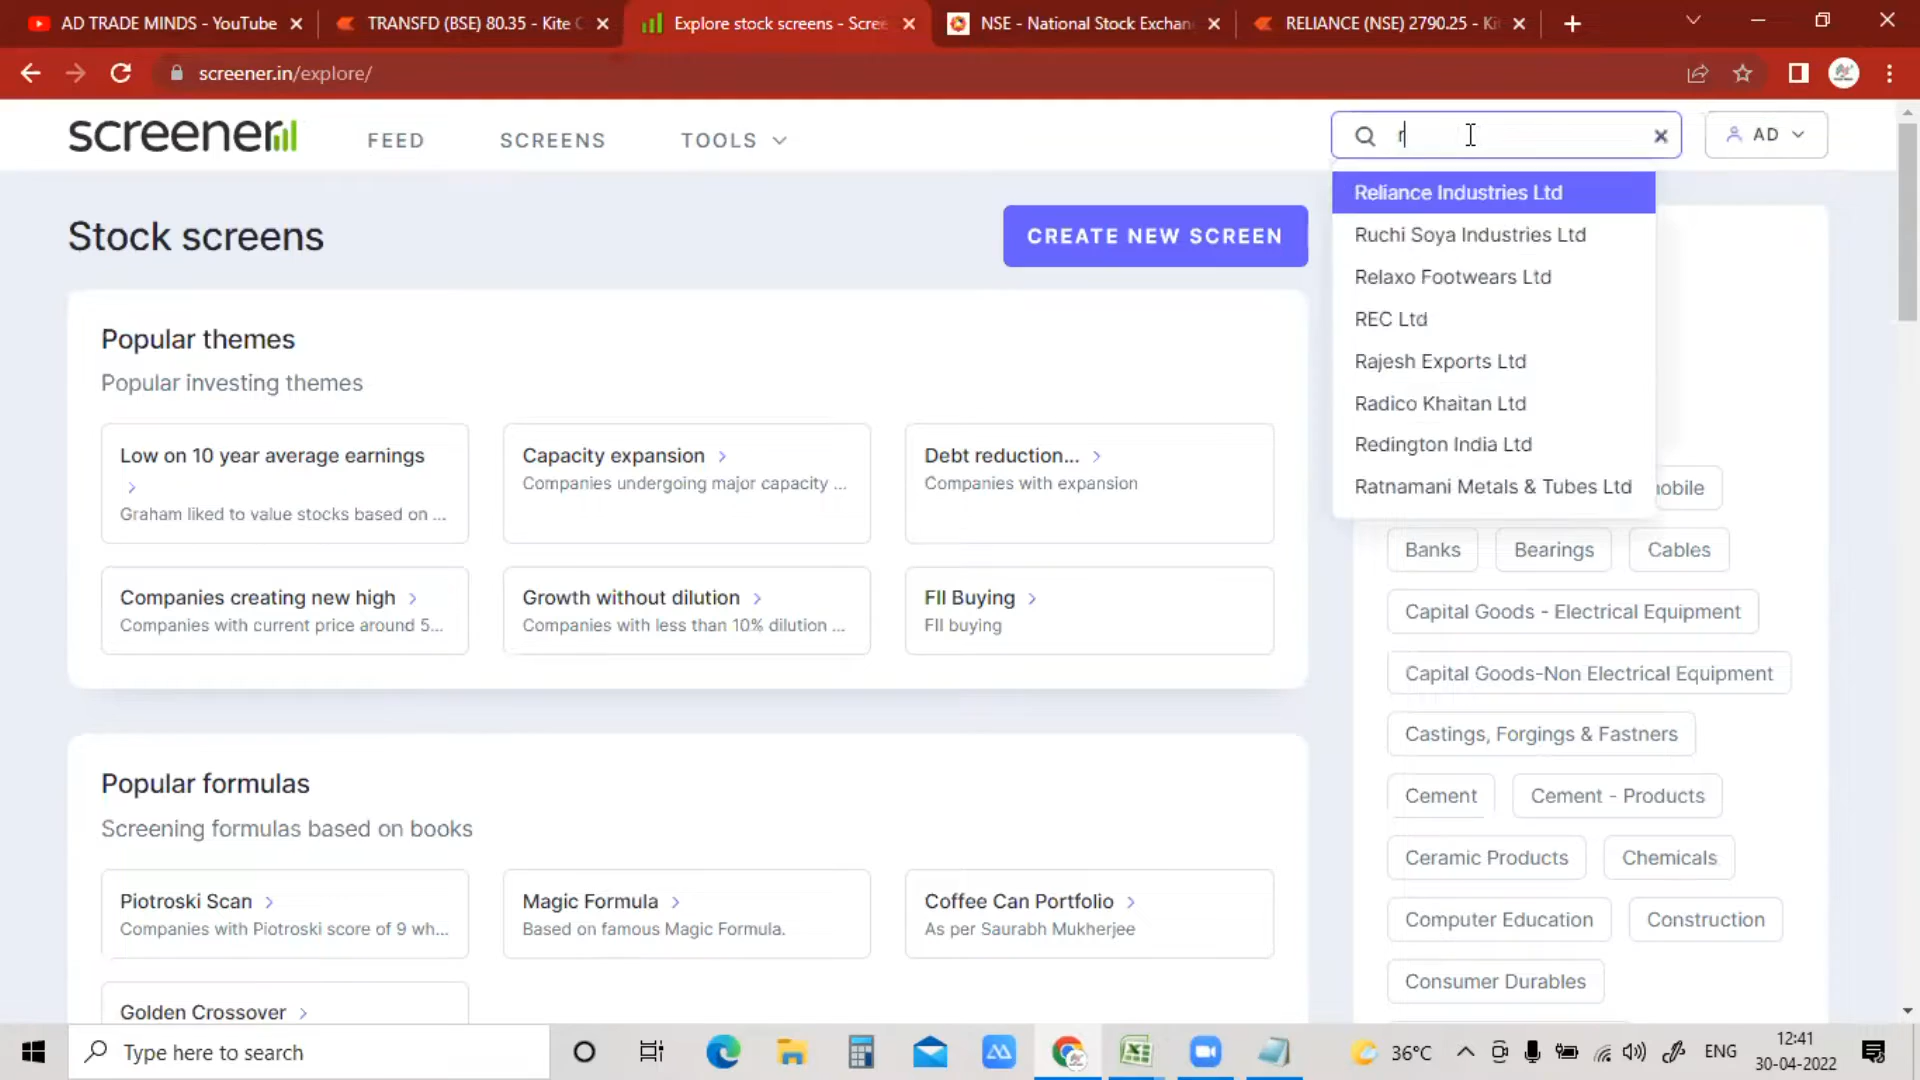 AD TRADE MINDS - YouTube
TRANSFD (BSE) 80.35 - Kite C
Explore stock screens - Scree
NSE - National Stock Exchan
RELIANCE (NSE) 2790.25 - Kit
screener.in/explore/
screener
FEED
SCREENS
TOOLS
r
AD
Reliance Industries Ltd
Ruchi Soya Industries Ltd
Relaxo Footwears Ltd
REC Ltd
Rajesh Exports Ltd
Radico Khaitan Ltd
Redington India Ltd
Ratnamani Metals & Tubes Ltd
Stock screens
CREATE NEW SCREEN
Popular themes
Popular investing themes
Low on 10 year average earnings
Graham liked to value stocks based on ...
Capacity expansion
Companies undergoing major capacity ...
Debt reduction...
Companies with expansion
Companies creating new high
Companies with current price around 5...
Growth without dilution
Companies with less than 10% dilution ...
FII Buying
FII buying
Popular formulas
Screening formulas based on books
Piotroski Scan
Companies with Piotroski score of 9 wh...
Magic Formula
Based on famous Magic Formula.
Coffee Can Portfolio
As per Saurabh Mukherjee
Golden Crossover
Banks
Bearings
Cables
Capital Goods - Electrical Equipment
Capital Goods-Non Electrical Equipment
Castings, Forgings & Fastners
Cement
Cement - Products
Ceramic Products
Chemicals
Computer Education
Construction
Consumer Durables
Type here to search
36°C
ENG
12:41
30-04-2022